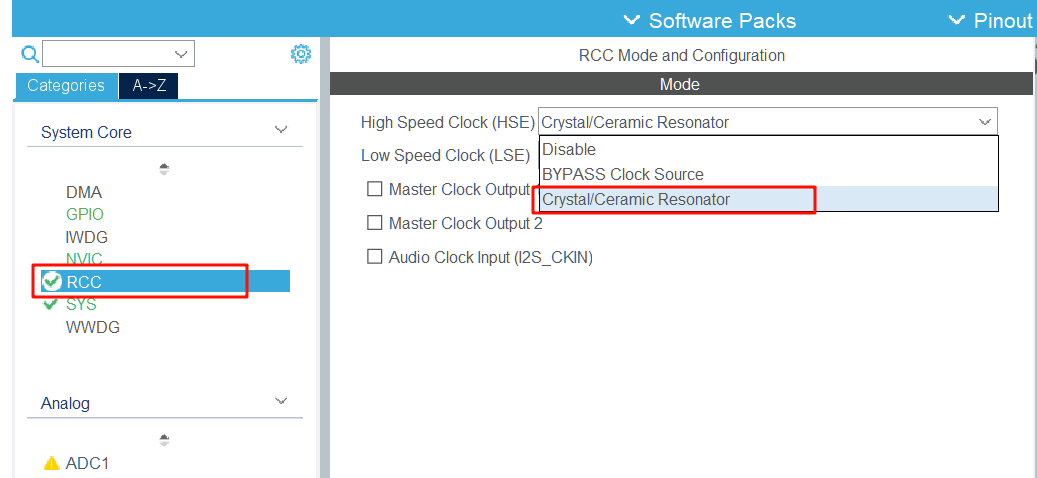 Software Packs
Pinout
RCC Mode and Configuration
Categories
A->Z
Mode
System Core
High Speed Clock (HSE)
Crystal/Ceramic Resonator
Low Speed Clock (LSE)
Disable
BYPASS Clock Source
Crystal/Ceramic Resonator
Master Clock Output
Master Clock Output 2
Audio Clock Input (I2S_CKIN)
DMA
GPIO
IWDG
NVIC
RCC
SYS
WWDG
Analog
ADC1